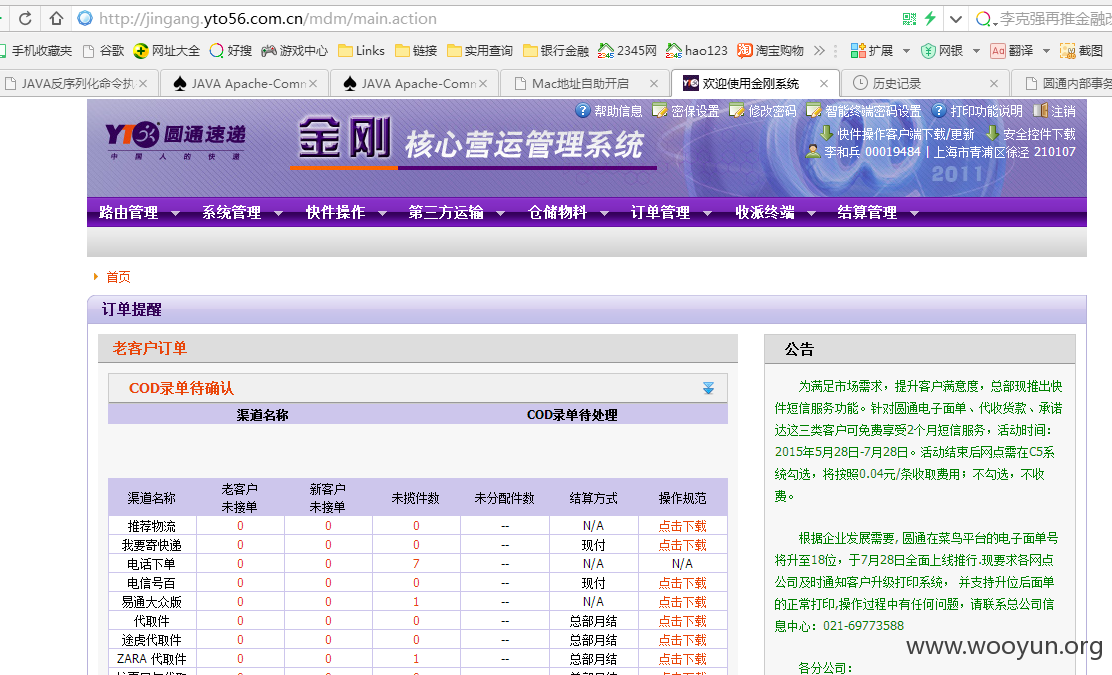 http://jingang.yto56.com.cn/mdm/main.action
李克强再推金融改
手机收藏夹 谷歌 网址大全 好搜 游戏中心 Links 链接 实用查询 银行金融 2345网 hao123 淘宝购物 扩展 网银 翻译 截图
JAVA反序列化命令执 JAVA Apache-Comm JAVA Apache-Comm Mac地址自助开启 欢迎使用金刚系统 历史记录 圆通内部事务
帮助信息 密保设置 修改密码 智能终端密码设置 打印功能说明 注销
快件操作客户端下载/更新 安全控件下载
李和兵 00019484 | 上海市青浦区徐泾 210107
YTO 圆通速递
中国人的快递
金刚 核心营运管理系统
2011
路由管理 系统管理 快件操作 第三方运输 仓储物料 订单管理 收派终端 结算管理
首页
订单提醒
老客户订单
COD录单待确认
渠道名称 COD录单待处理
渠道名称 老客户未接单 新客户未接单 未揽件数 未分配件数 结算方式 操作规范
推荐物流 0 0 0 -- N/A 点击下载
我要寄快递 0 0 0 -- 现付 点击下载
电话下单 0 0 7 -- N/A N/A
电信号百 0 0 0 -- 现付 点击下载
易通大众版 0 0 1 -- N/A 点击下载
代取件 0 0 0 -- 总部月结 点击下载
途虎代取件 0 0 0 -- 总部月结 点击下载
ZARA 代取件 0 0 1 -- 总部月结 点击下载
公告
为满足市场需求，提升客户满意度，总部现推出快
件短信服务功能。针对圆通电子面单、代收货款、承诺
达这三类客户可免费享受2个月短信服务，活动时间：
2015年5月28日-7月28日。活动结束后网点需在C5系
统勾选，将按照0.04元/条收取费用；不勾选，不收
费。
根据企业发展需要, 圆通在菜鸟平台的电子面单号
将升至18位，于7月28日全面上线推行.现要求各网点
公司及时通知客户升级打印系统， 并支持升位后面单
的正常打印,操作过程中有任何问题，请联系总公司信
息中心：021-69773588
各分公司：
www.wooyun.org